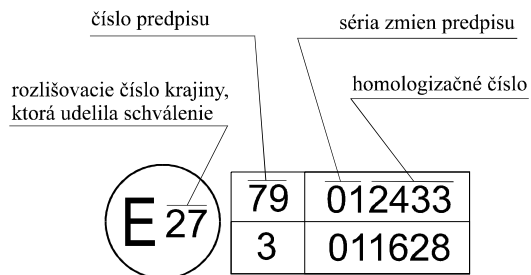 číslo predpisu
séria zmien predpisu
rozlišovacie číslo krajiny,
ktorá udelila schválenie
homologizačné číslo
E 27
79 012433
3 011628